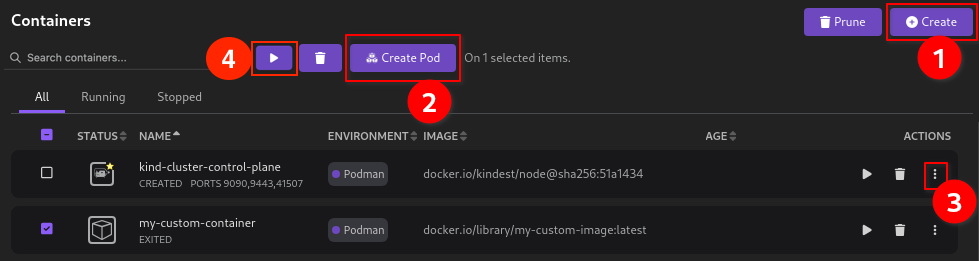 Containers
Prune
Create
1
Search containers...
4
Create Pod
On 1 selected items.
2
All
Running
Stopped
STATUS NAME ENVIRONMENT IMAGE AGE ACTIONS
kind-cluster-control-plane
CREATED PORTS 9090,9443,41507
Podman
docker.io/kindest/node@sha256:51a1434
3
my-custom-container
EXITED
Podman
docker.io/library/my-custom-image:latest